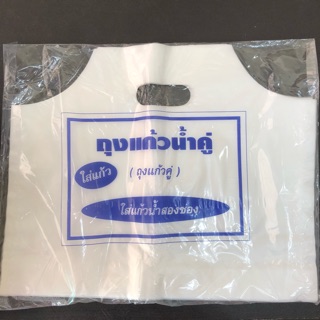 ถุงแก้วน้ำคู่
ใส่แก้ว
( ถุงแก้วคู่ )
ใส่แก้วน้ำสองช่อง